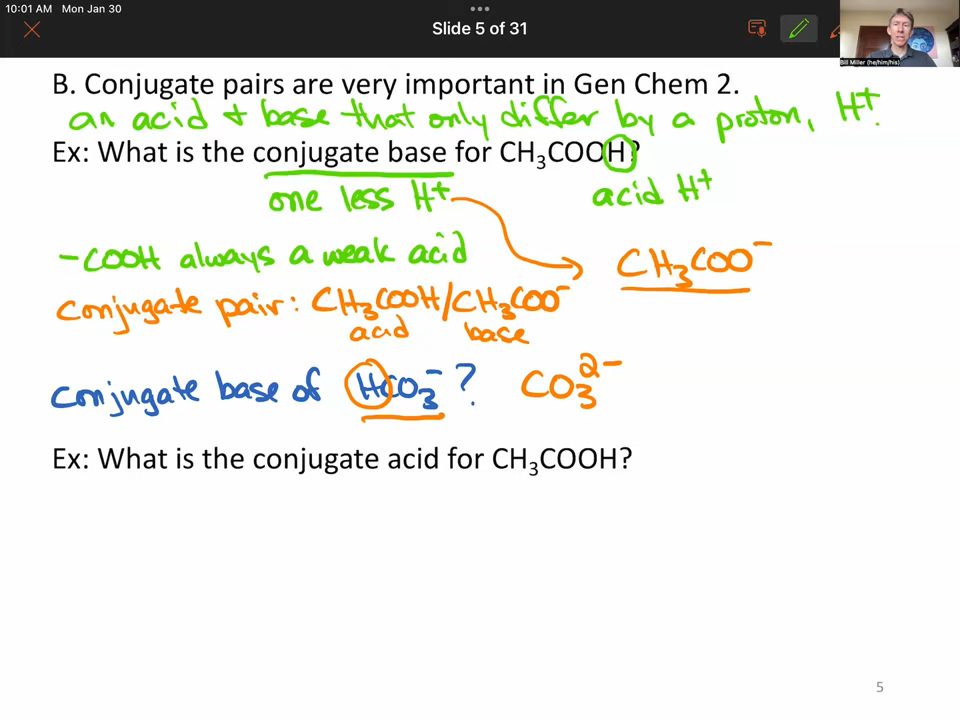 10:01 AM Mon Jan 30
Slide 5 of 31
Bill Miller (he/him/his)
B. Conjugate pairs are very important in Gen Chem 2.
an acid + base that only differ by a proton, H⁺.
Ex: What is the conjugate base for CH₃COOH?
one less H⁺
acid H⁺
-COOH always a weak acid
CH₃COO⁻
conjugate pair: CH₃COOH/CH₃COO⁻
acid base
conjugate base of HCO₃⁻? CO₃²⁻
Ex: What is the conjugate acid for CH₃COOH?
5